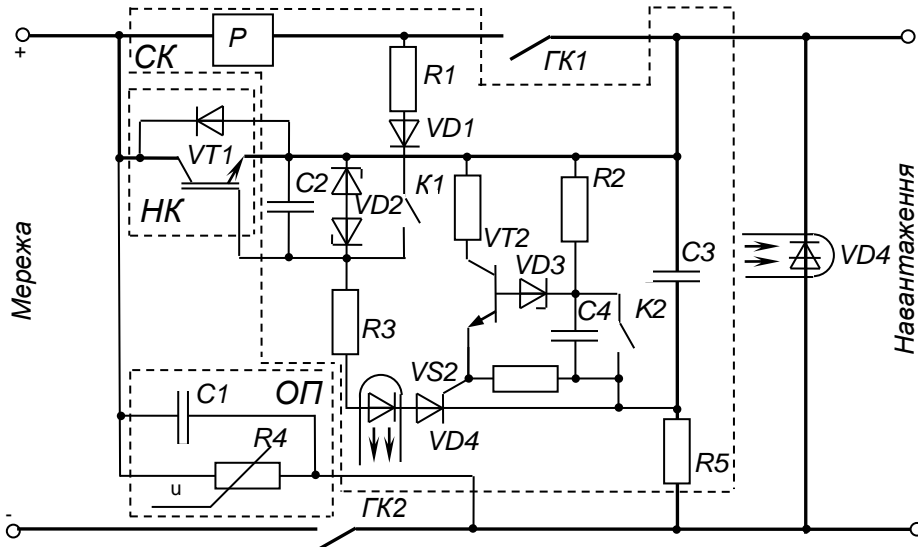 P
+
СК
ГК1
R1
VD1
VT1
C2
К1
R2
VD2
НК
VT2
C3
VD4
VD3
Мережа
Навантаження
R3
C4
K2
VS2
C1
ОП
VD4
R4
R5
u
ГК2
-